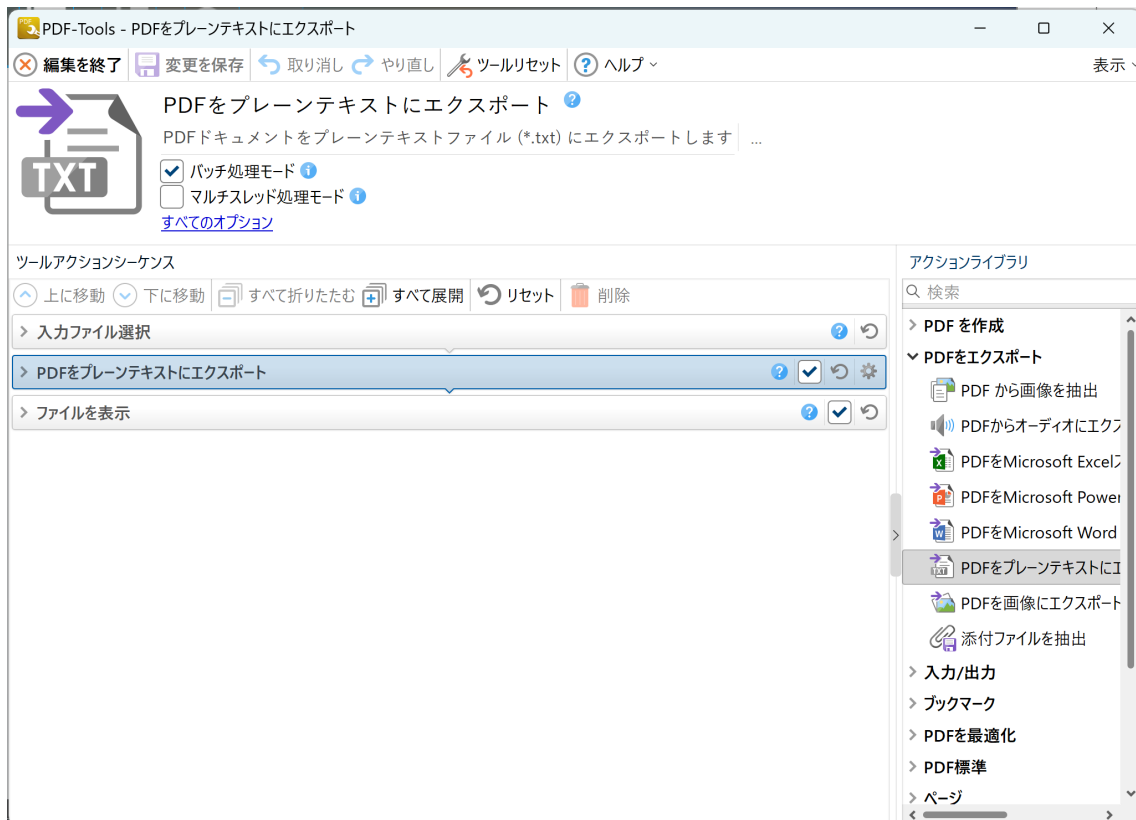 PDF-Tools - PDFをプレーンテキストにエクスポート
編集を終了 変更を保存 取り消し やり直し ツールリセット ヘルプ 表示
PDFをプレーンテキストにエクスポート
PDFドキュメントをプレーンテキストファイル (*.txt) にエクスポートします ...
TXT
バッチ処理モード
マルチスレッド処理モード
すべてのオプション
ツールアクションシーケンス
上に移動 下に移動 すべて折りたたむ すべて展開 リセット 削除
入力ファイル選択
PDFをプレーンテキストにエクスポート
ファイルを表示
アクションライブラリ
検索
PDF を作成
PDFをエクスポート
PDF から画像を抽出
PDFからオーディオにエクス
PDFをMicrosoft Excel
PDFをMicrosoft Power
PDFをMicrosoft Word
PDFをプレーンテキストにエ
PDFを画像にエクスポート
添付ファイルを抽出
入力/出力
ブックマーク
PDFを最適化
PDF標準
ページ